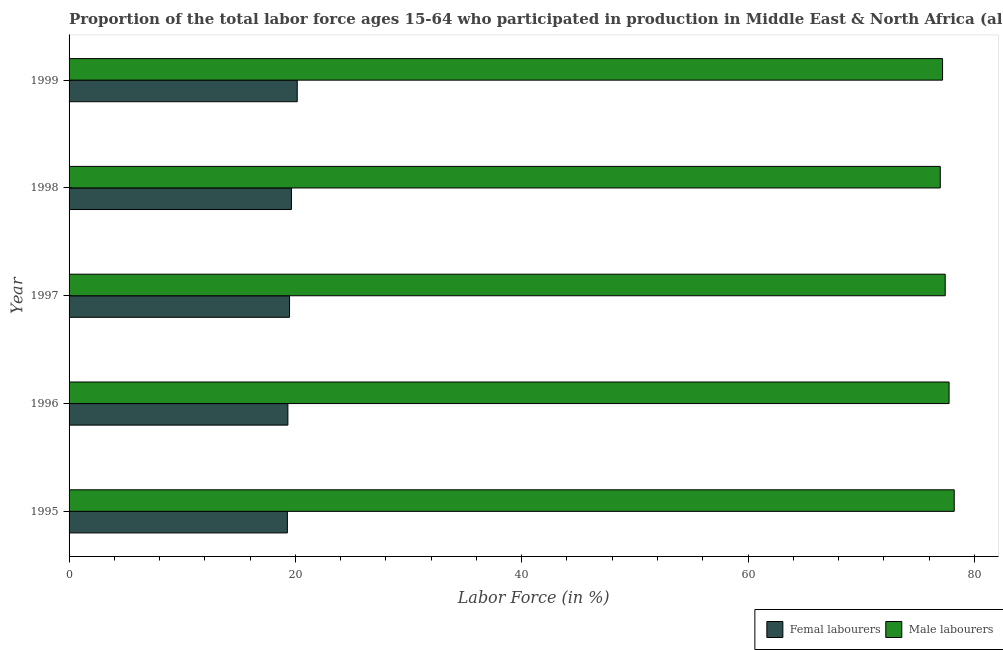 Proportion of the total labor force ages 15-64 who participated in production in Middle East & North Africa (al
1999
1998
1997
1996
1995
Year
0
20
40
60
80
Labor Force (in %)
Femal labourers
Male labourers